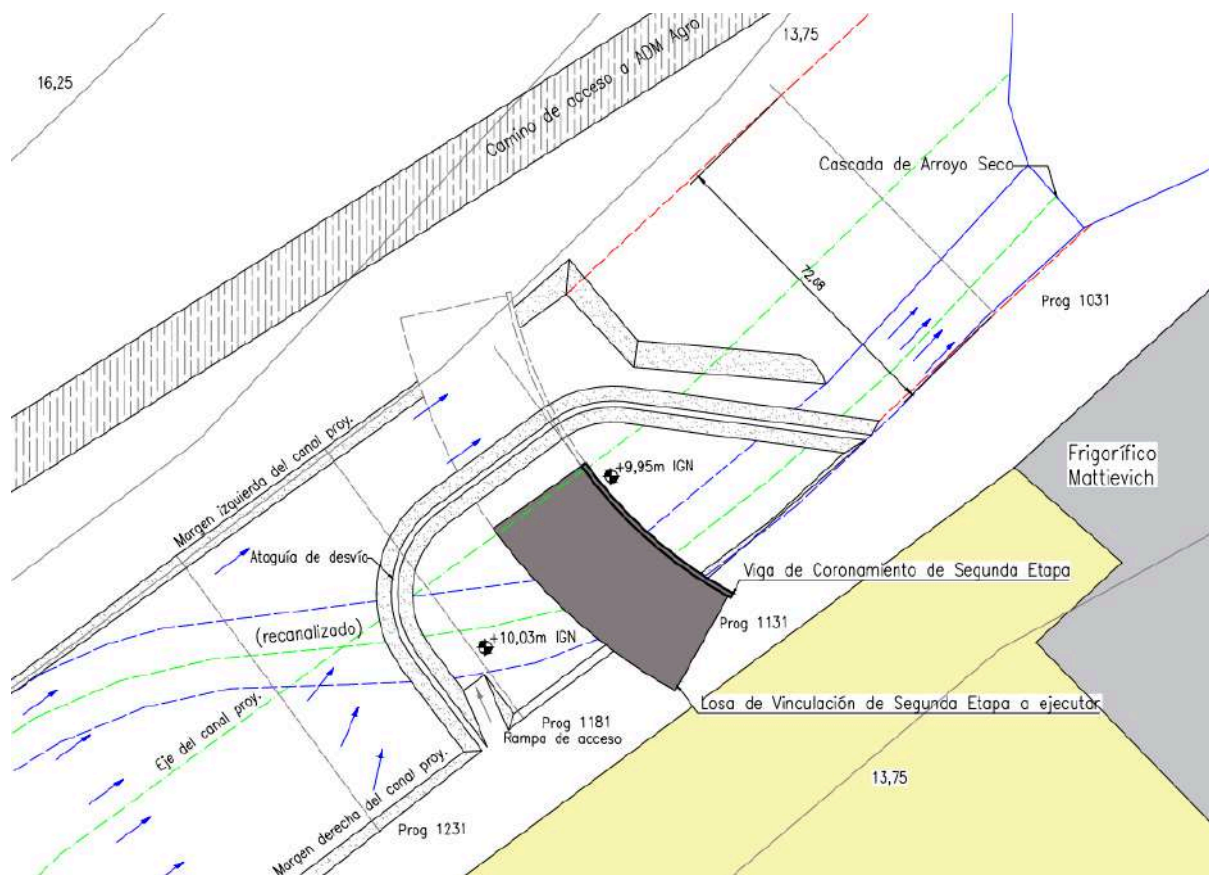 13,75
16,25
Camino de acceso a ADM Agro
Cascada de Arroyo Seco
72,08
Prog 1031
Frigorífico
Mattievich
Margen izquierda del canal proy.
+9,95m IGN
Ataguía de desvío
Viga de Coronamiento de Segunda Etapa
(recanalizado)
Prog 1131
+10,03m IGN
Losa de Vinculación de Segunda Etapa a ejecutar
Eje del canal proy.
Prog 1181
Rampa de acceso
13,75
Margen derecha del canal proy.
Prog 1231